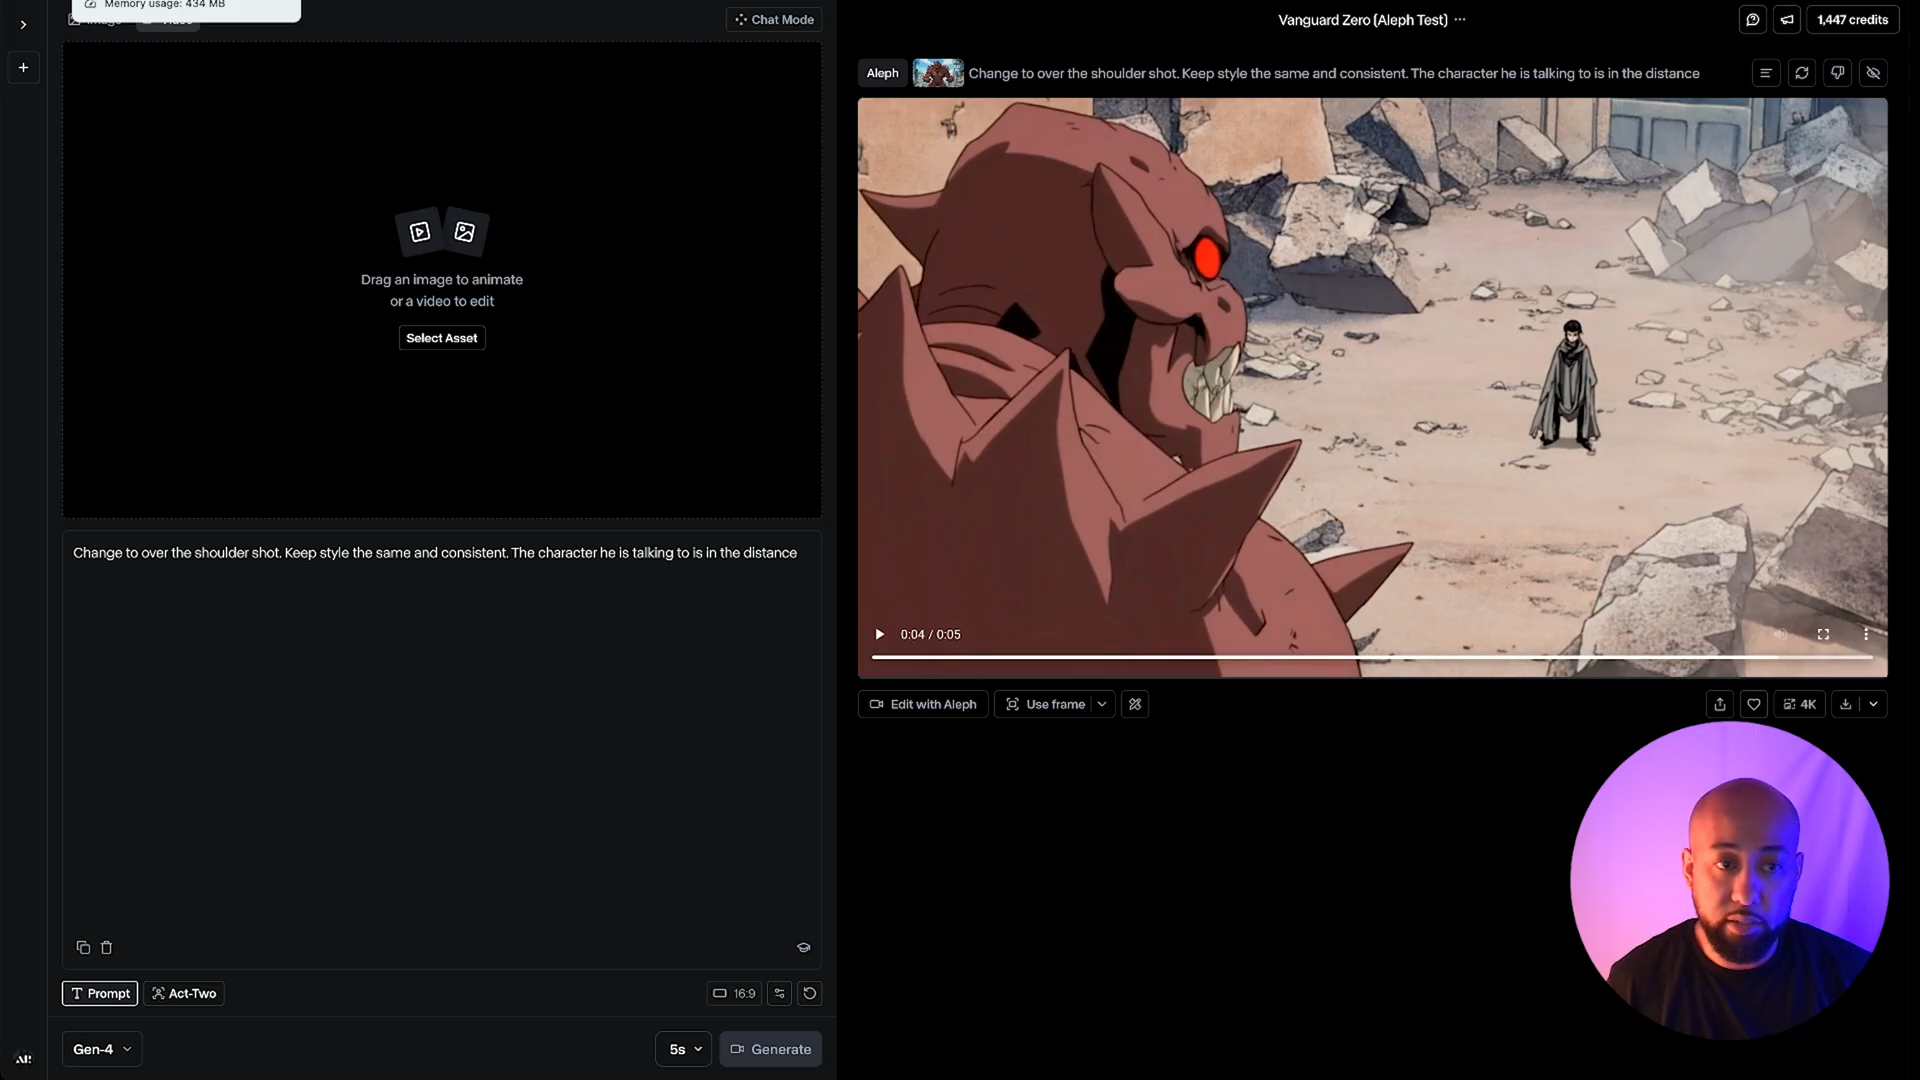 Memory usage: 434 MB
Chat Mode
Vanguard Zero (Aleph Test) ···
1,447 credits
Aleph
Change to over the shoulder shot. Keep style the same and consistent. The character he is talking to is in the distance
Drag an image to animate
or a video to edit
Select Asset
Change to over the shoulder shot. Keep style the same and consistent. The character he is talking to is in the distance
0:04 / 0:05
Edit with Aleph
Use frame
4K
Prompt
Act-Two
16:9
Gen-4
5s
Generate